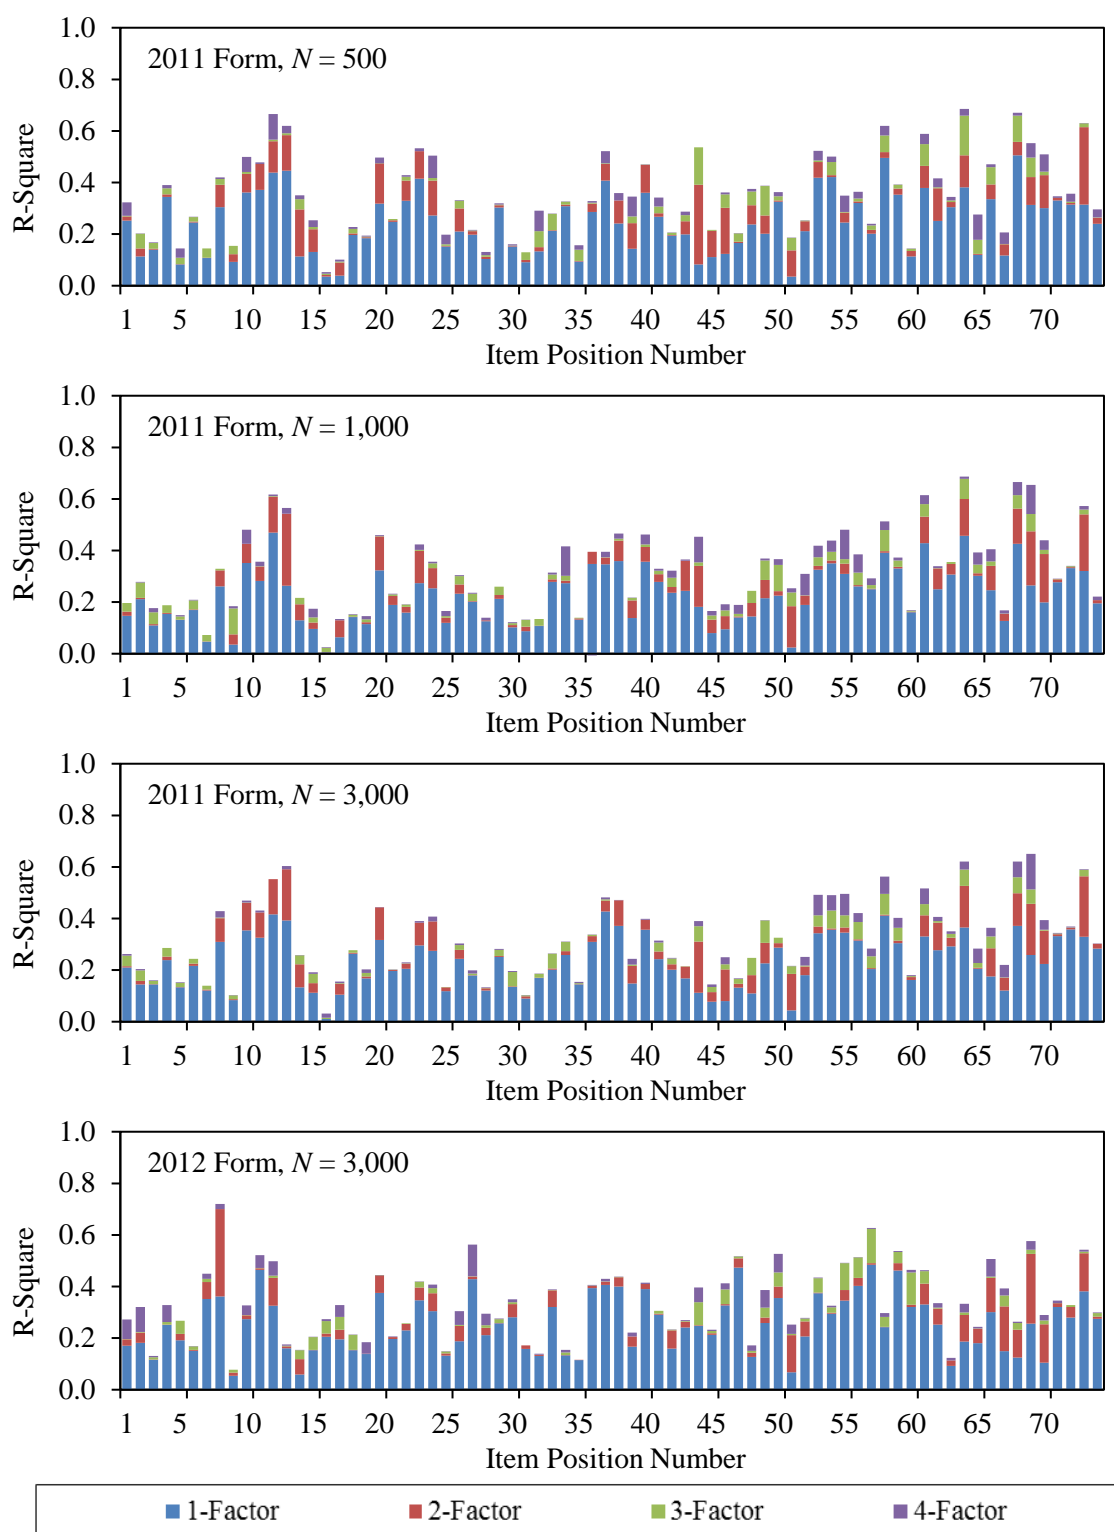 1.0
2011 Form, N = 500
0.8
0.6
0.4
0.2
0.0
R-Square
1 5 10 15 20 25 30 35 40 45 50 55 60 65 70
Item Position Number
1.0
2011 Form, N = 1,000
0.8
0.6
0.4
0.2
0.0
R-Square
1 5 10 15 20 25 30 35 40 45 50 55 60 65 70
Item Position Number
1.0
2011 Form, N = 3,000
0.8
0.6
0.4
0.2
0.0
R-Square
1 5 10 15 20 25 30 35 40 45 50 55 60 65 70
Item Position Number
1.0
2012 Form, N = 3,000
0.8
0.6
0.4
0.2
0.0
R-Square
1 5 10 15 20 25 30 35 40 45 50 55 60 65 70
Item Position Number
1-Factor 2-Factor 3-Factor 4-Factor